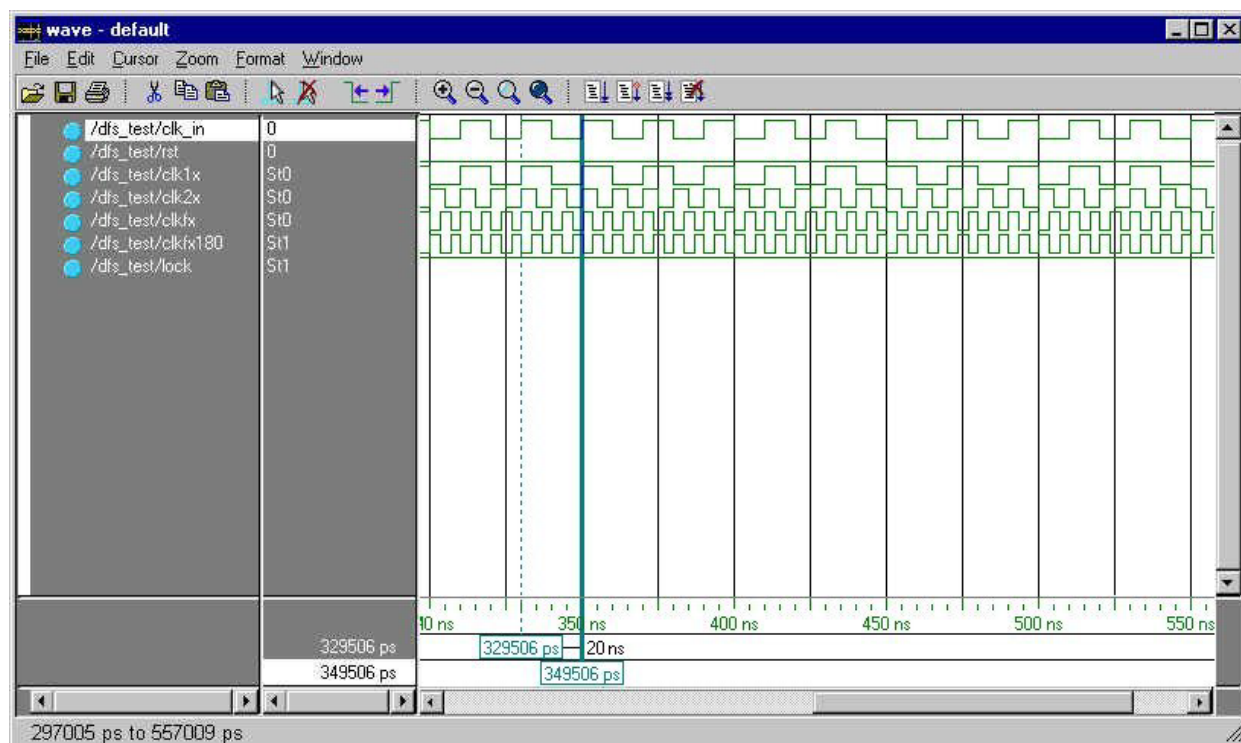 wave - default
File Edit Cursor Zoom Format Window
/dfs_test/clk_in 0
/dfs_test/rst 0
/dfs_test/clk1x St0
/dfs_test/clk2x St0
/dfs_test/clkfx St0
/dfs_test/clkfx180 St1
/dfs_test/lock St1
350 ns 400 ns 450 ns 500 ns 550 ns
329506 ps 329506 ps 20 ns
349506 ps 349506 ps
297005 ps to 557009 ps